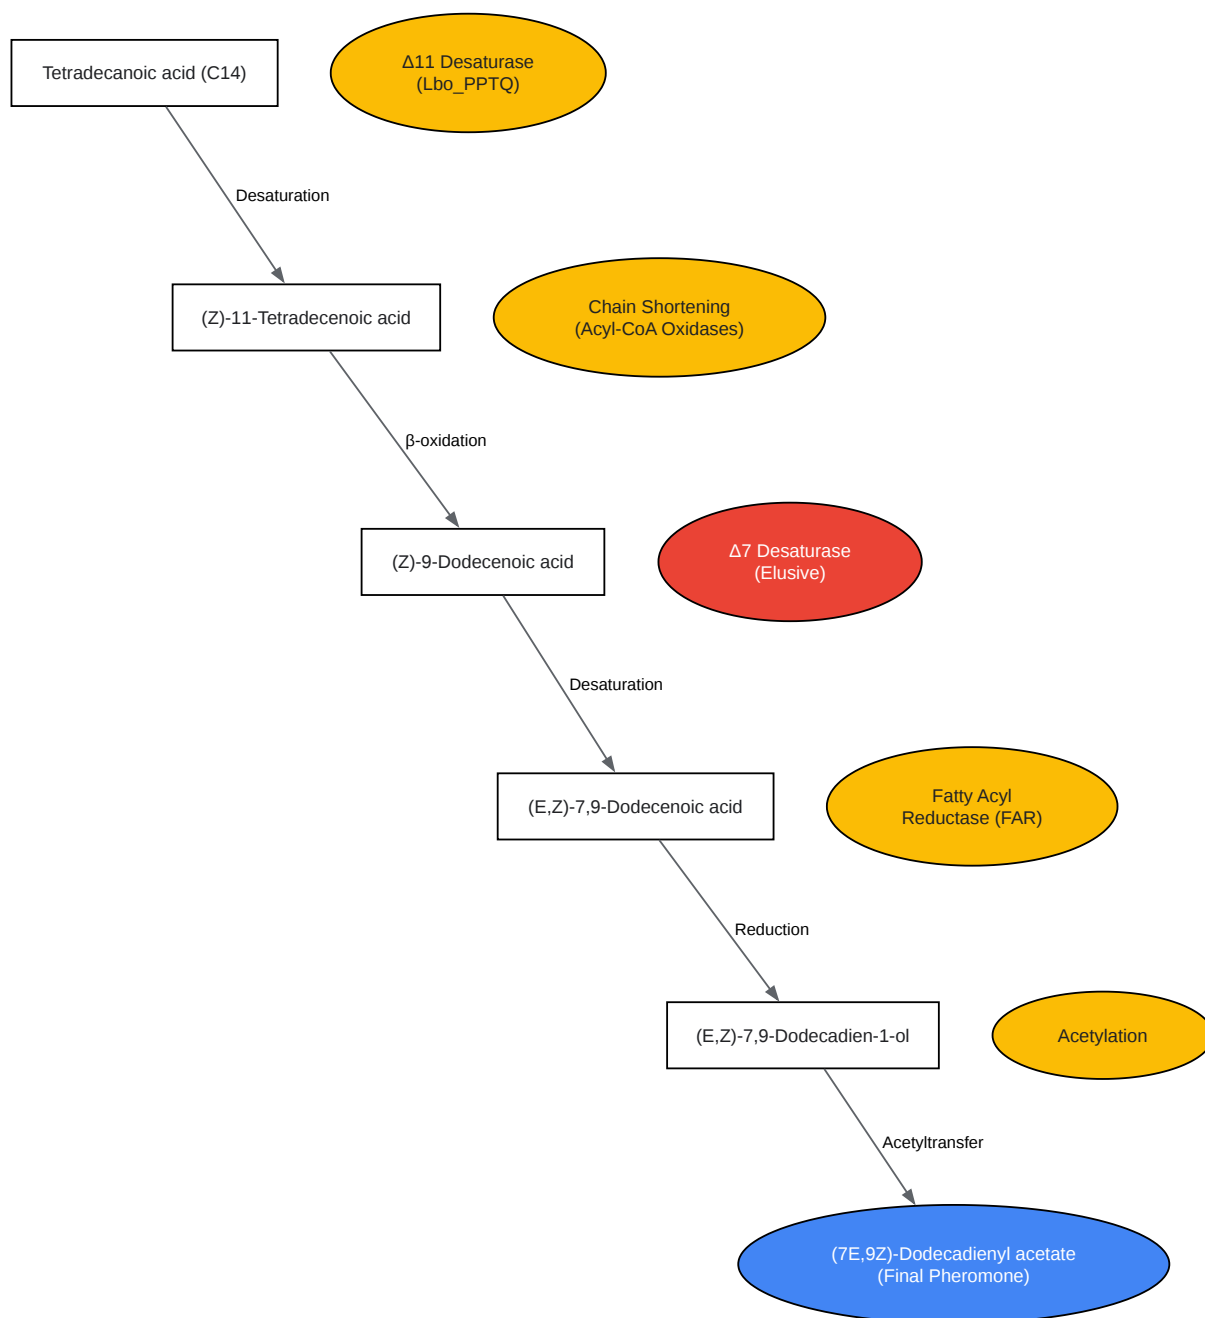 Tetradecanoic acid (C14)
Δ11 Desaturase
(Lbo_PPTQ)
Desaturation
(Z)-11-Tetradecenoic acid
Chain Shortening
(Acyl-CoA Oxidases)
β-oxidation
(Z)-9-Dodecenoic acid
Δ7 Desaturase
(Elusive)
Desaturation
(E,Z)-7,9-Dodecenoic acid
Fatty Acyl
Reductase (FAR)
Reduction
(E,Z)-7,9-Dodecadien-1-ol
Acetylation
Acetyltransfer
(7E,9Z)-Dodecadienyl acetate
(Final Pheromone)